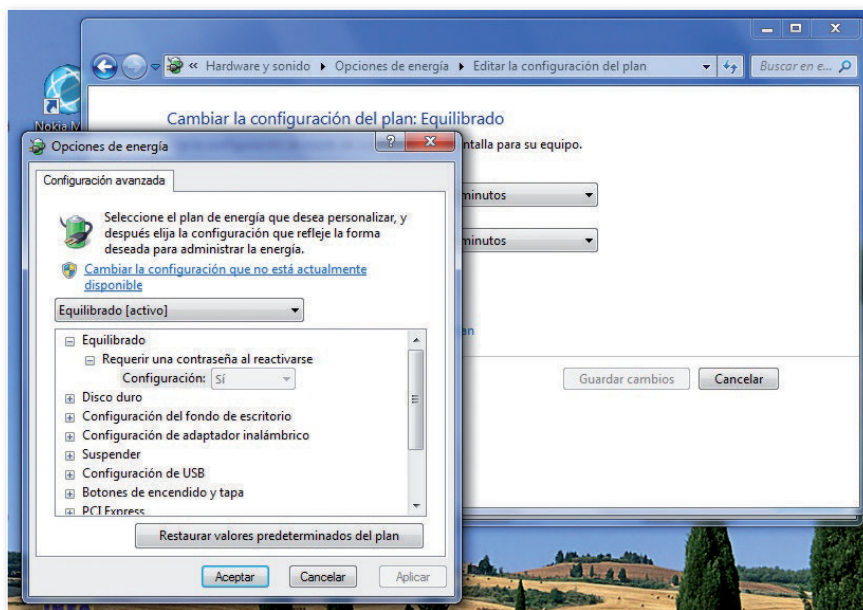 « Hardware y sonido ▸ Opciones de energía ▸ Editar la configuración del plan
Buscar en e...
Nokia M
Cambiar la configuración del plan: Equilibrado
ntalla para su equipo.
minutos
minutos
an
Guardar cambios
Cancelar
Opciones de energía
Configuración avanzada
Seleccione el plan de energía que desea personalizar, y
después elija la configuración que refleje la forma
deseada para administrar la energía.
Cambiar la configuración que no está actualmente
disponible
Equilibrado [activo]
Equilibrado
Requerir una contraseña al reactivarse
Configuración: Sí
Disco duro
Configuración del fondo de escritorio
Configuración de adaptador inalámbrico
Suspender
Configuración de USB
Botones de encendido y tapa
PCI Express
Restaurar valores predeterminados del plan
Aceptar
Cancelar
Aplicar